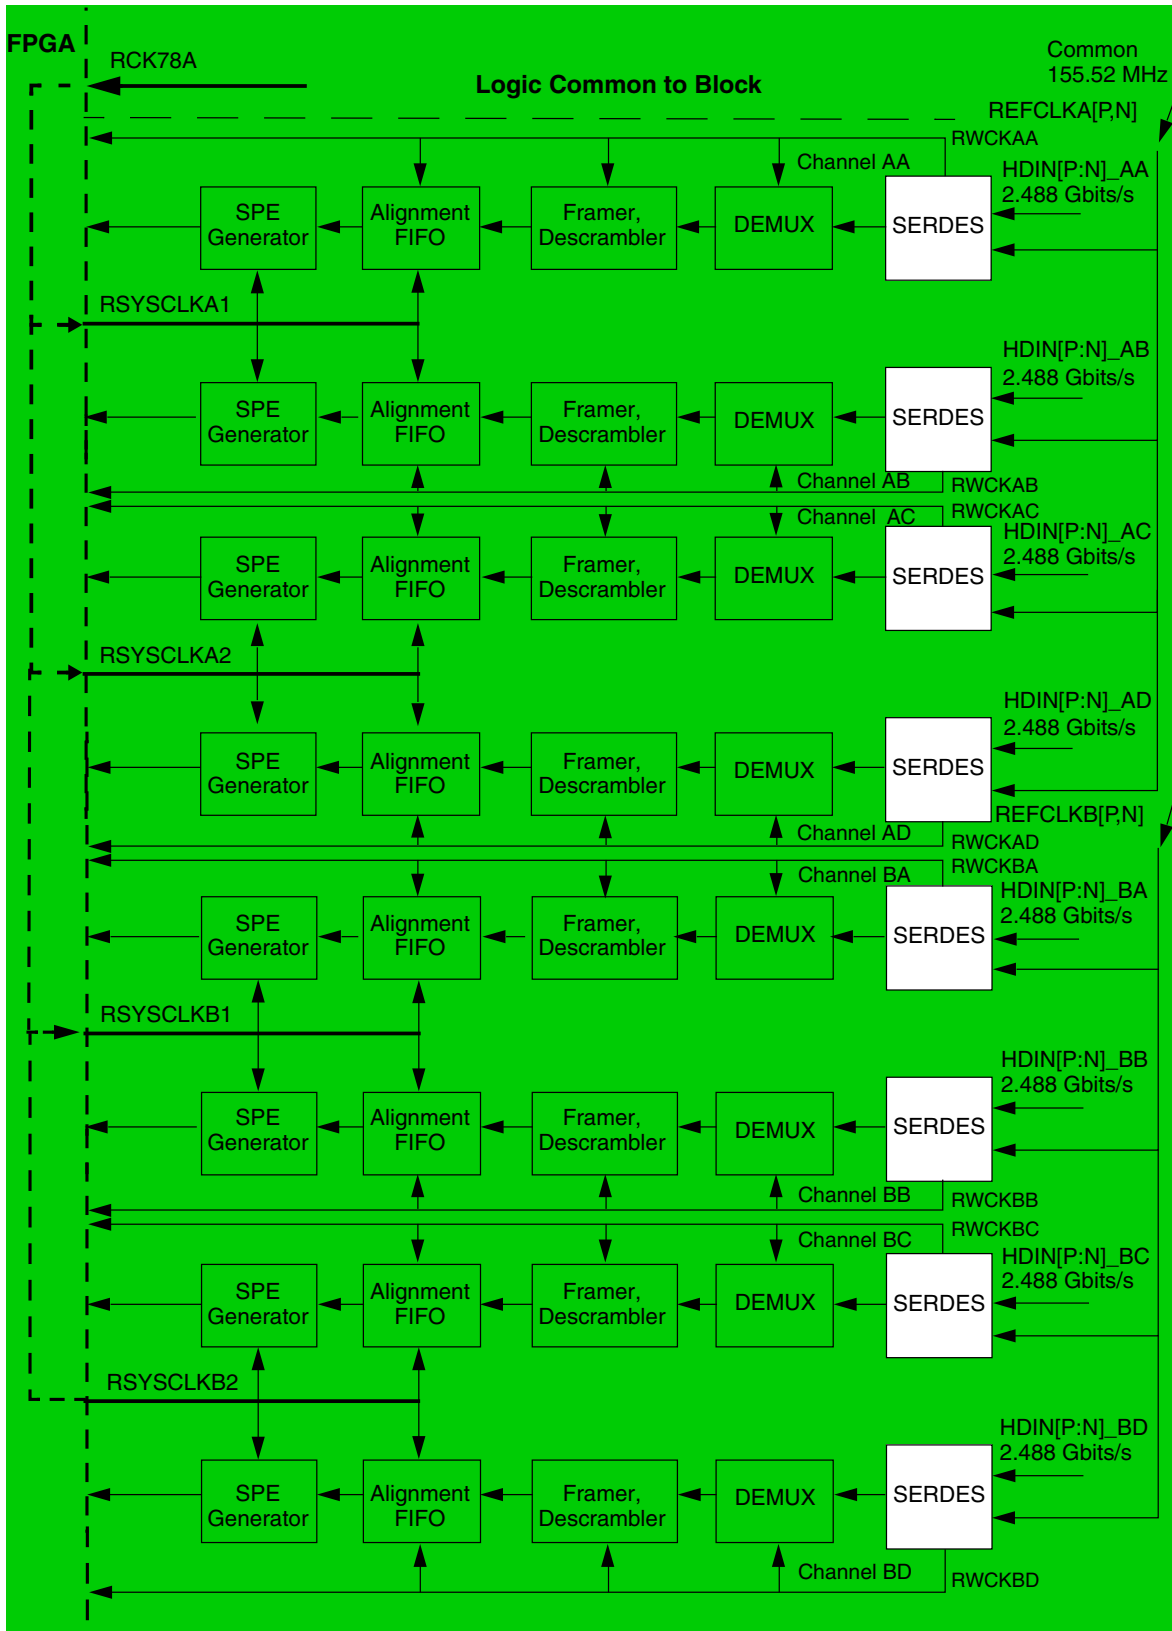 FPGA
RCK78A
Logic Common to Block
Common
155.52 MHz
REFCLKA[P,N]
RWCKAA
Channel AA
HDIN[P:N]_AA
2.488 Gbits/s
SPE
Generator
Alignment
FIFO
Framer,
Descrambler
DEMUX
SERDES
RSYSCLKA1
HDIN[P:N]_AB
2.488 Gbits/s
SPE
Generator
Alignment
FIFO
Framer,
Descrambler
DEMUX
SERDES
Channel AB
RWCKAB
RWCKAC
Channel AC
HDIN[P:N]_AC
2.488 Gbits/s
SPE
Generator
Alignment
FIFO
Framer,
Descrambler
DEMUX
SERDES
RSYSCLKA2
HDIN[P:N]_AD
2.488 Gbits/s
SPE
Generator
Alignment
FIFO
Framer,
Descrambler
DEMUX
SERDES
REFCLKB[P,N]
Channel AD
RWCKAD
RWCKBA
Channel BA
HDIN[P:N]_BA
2.488 Gbits/s
SPE
Generator
Alignment
FIFO
Framer,
Descrambler
DEMUX
SERDES
RSYSCLKB1
HDIN[P:N]_BB
2.488 Gbits/s
SPE
Generator
Alignment
FIFO
Framer,
Descrambler
DEMUX
SERDES
Channel BB
RWCKBB
RWCKBC
Channel BC
HDIN[P:N]_BC
2.488 Gbits/s
SPE
Generator
Alignment
FIFO
Framer,
Descrambler
DEMUX
SERDES
RSYSCLKB2
HDIN[P:N]_BD
2.488 Gbits/s
SPE
Generator
Alignment
FIFO
Framer,
Descrambler
DEMUX
SERDES
Channel BD
RWCKBD